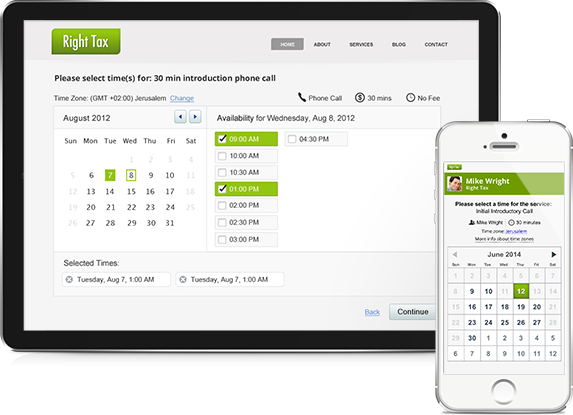 Right Tax
HOME ABOUT SERVICES BLOG CONTACT
Please select time(s) for: 30 min introduction phone call
Time Zone: (GMT +02:00) Jerusalem Change
Phone Call 30 mins No Fee
August 2012
Sun Mon Tue Wed Thu Fri Sat
1 2 3 4
5 6 7 8 9 10 11
12 13 14 15 16 17 18
19 20 21 22 23 24 25
26 27 28 29 30 31
Availability for Wednesday, Aug 8, 2012
09:00 AM 04:30 PM
10:00 AM
10:30 AM
01:00 PM
02:00 PM
02:30 PM
03:00 PM
Selected Times:
Tuesday, Aug 7, 1:00 AM Tuesday, Aug 7, 1:00 AM
Back Continue
Mike Wright
Right Tax
Please select a time for the service:
Initial Introductory Call
Mike Wright 30 minutes
Time zone: Jerusalem
More info about time zones
June 2014
Sun Mon Tue Wed Thu Fri Sat
1 2 3 4 5 6 7
8 9 10 11 12 13 14
15 16 17 18 19 20 21
22 23 24 25 26 27 28
29 30 1 2 3 4 5
6 7 8 9 10 11 12